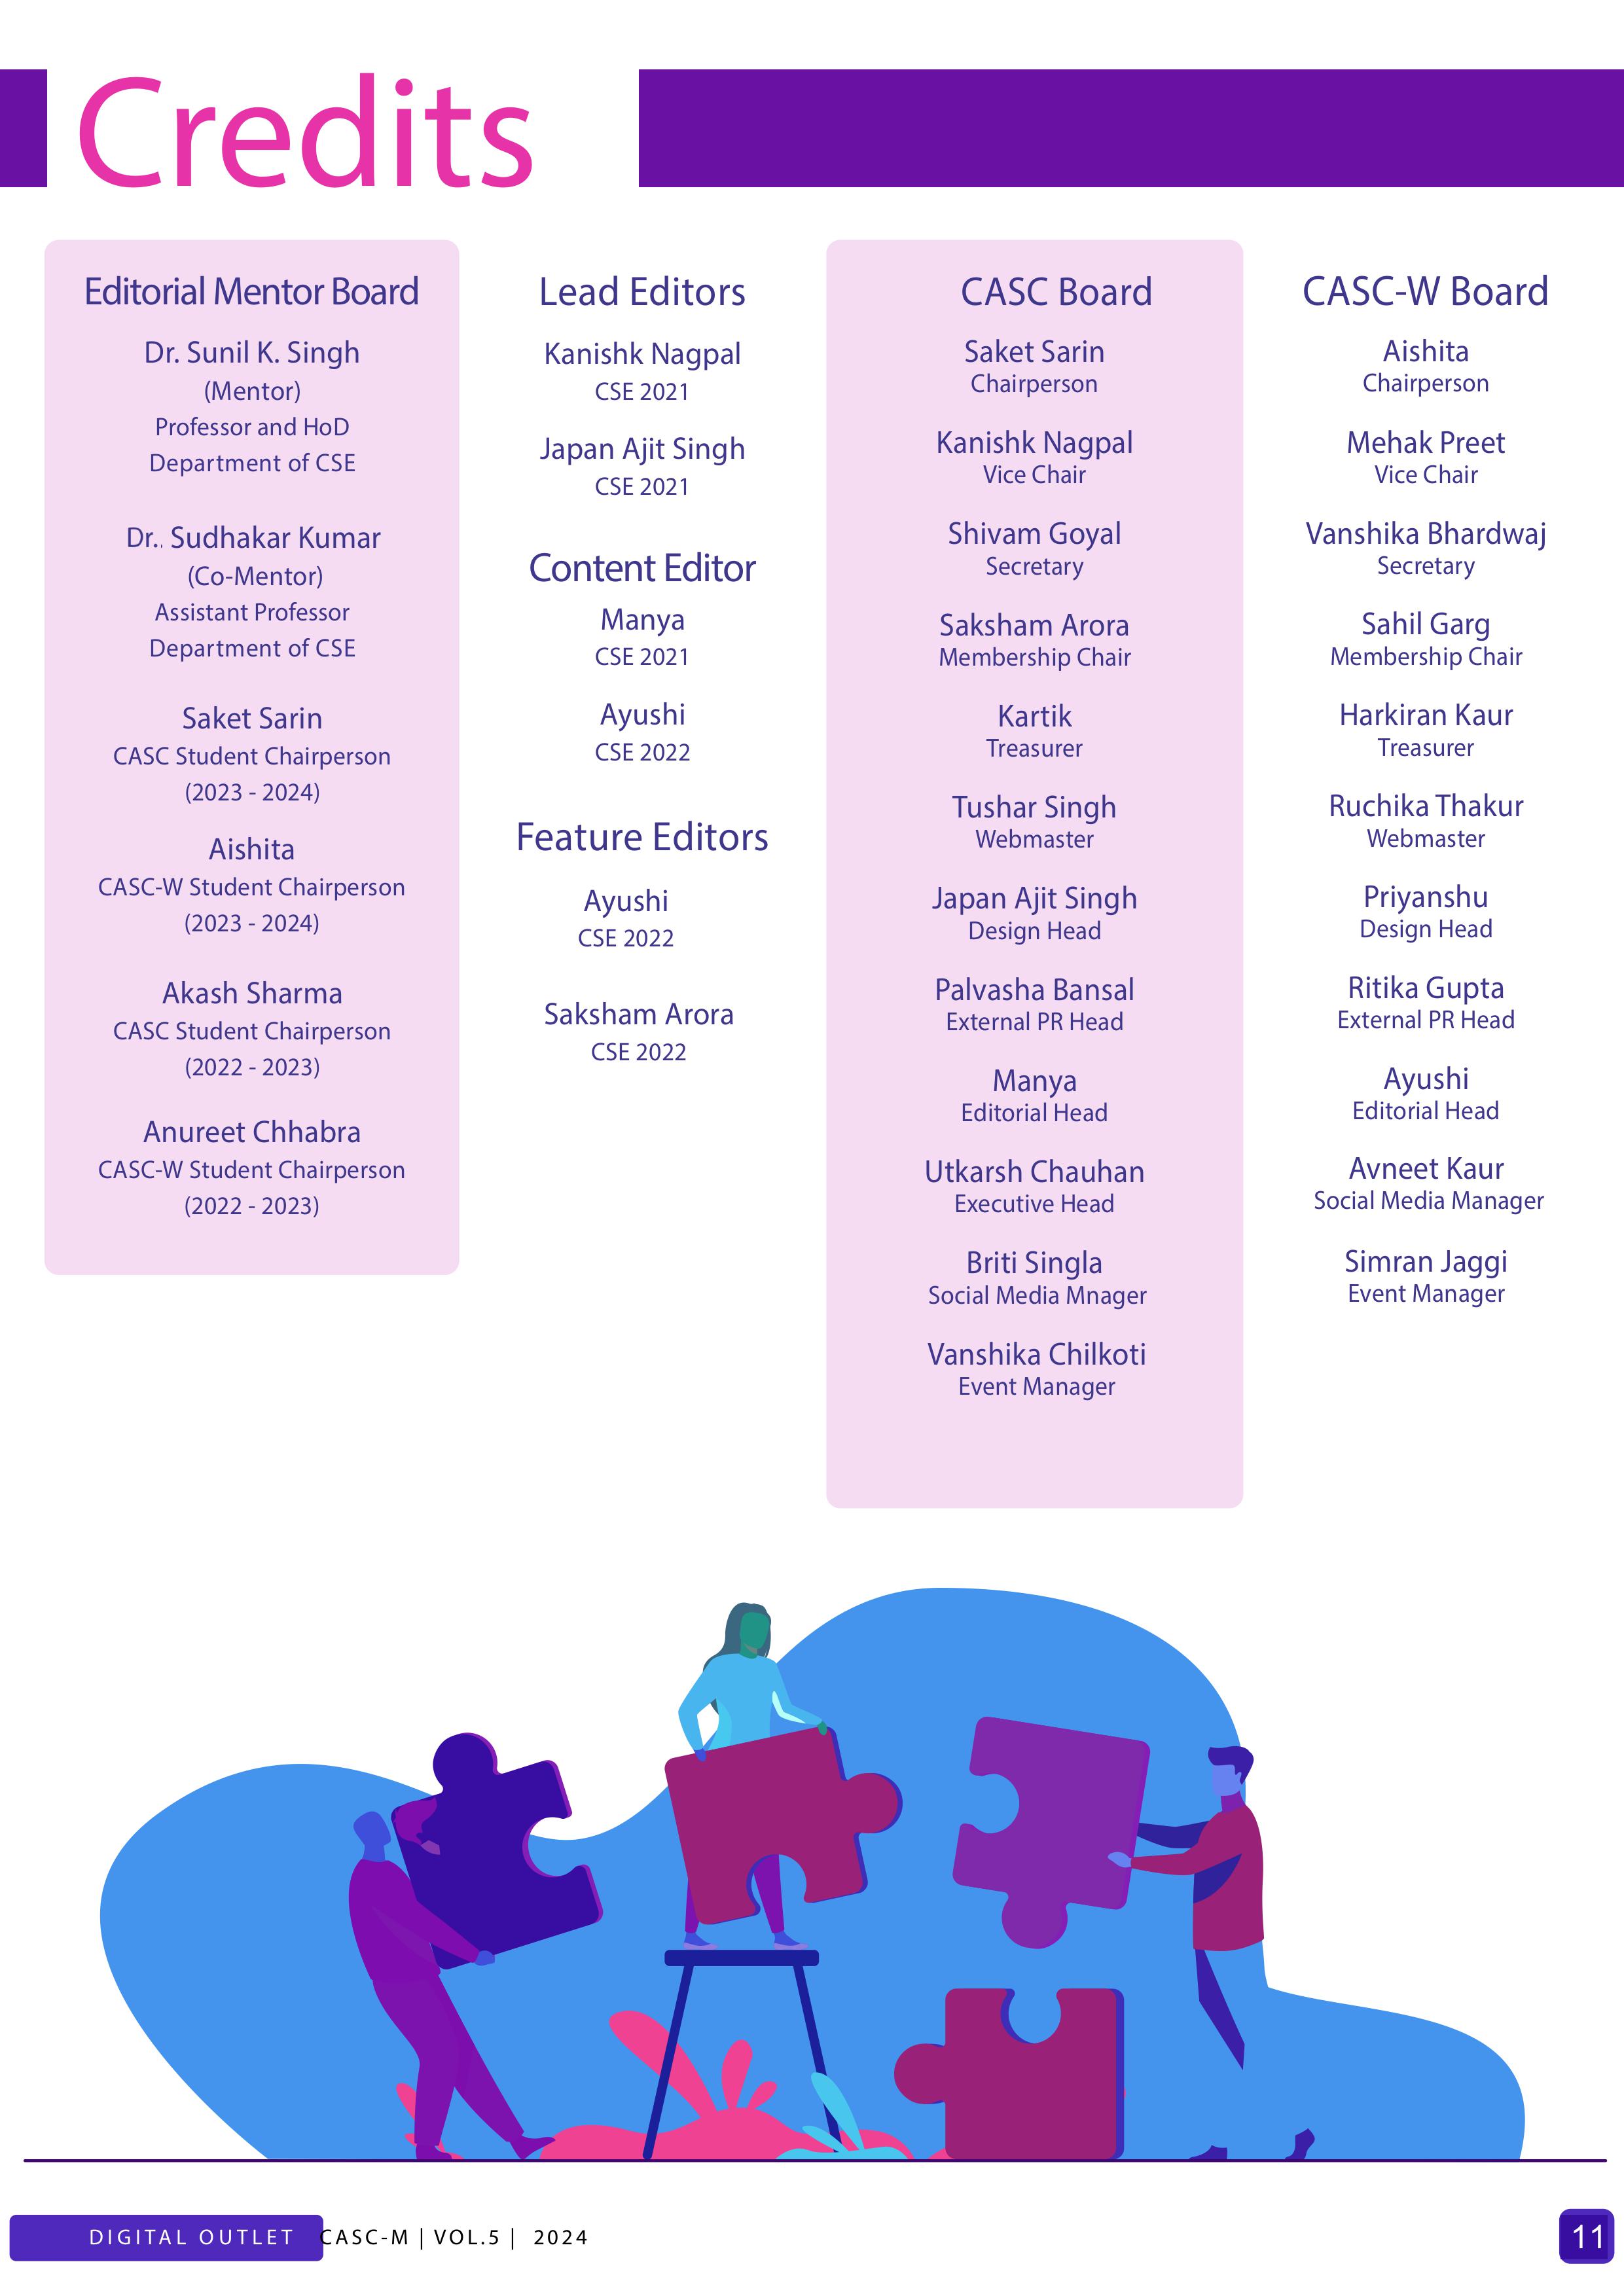 Credits
Editorial Mentor Board
Dr. Sunil K. Singh
(Mentor)
Professor and HoD
Department of CSE
Dr.. Sudhakar Kumar
(Co-Mentor)
Assistant Professor
Department of CSE
Saket Sarin
CASC Student Chairperson
(2023 - 2024)
Aishita
CASC-W Student Chairperson
(2023 - 2024)
Akash Sharma
CASC Student Chairperson
(2022 - 2023)
Anureet Chhabra
CASC-W Student Chairperson
(2022 - 2023)
Lead Editors
Kanishk Nagpal
CSE 2021
Japan Ajit Singh
CSE 2021
Content Editor
Manya
CSE 2021
Ayushi
CSE 2022
Feature Editors
Ayushi
CSE 2022
Saksham Arora
CSE 2022
CASC Board
Saket Sarin
Chairperson
Kanishk Nagpal
Vice Chair
Shivam Goyal
Secretary
Saksham Arora
Membership Chair
Kartik
Treasurer
Tushar Singh
Webmaster
Japan Ajit Singh
Design Head
Palvasha Bansal
External PR Head
Manya
Editorial Head
Utkarsh Chauhan
Executive Head
Briti Singla
Social Media Mnager
Vanshika Chilkoti
Event Manager
CASC-W Board
Aishita
Chairperson
Mehak Preet
Vice Chair
Vanshika Bhardwaj
Secretary
Sahil Garg
Membership Chair
Harkiran Kaur
Treasurer
Ruchika Thakur
Webmaster
Priyanshu
Design Head
Ritika Gupta
External PR Head
Ayushi
Editorial Head
Avneet Kaur
Social Media Manager
Simran Jaggi
Event Manager
DIGITAL OUTLET CASC-M | VOL.5 | 2024
11